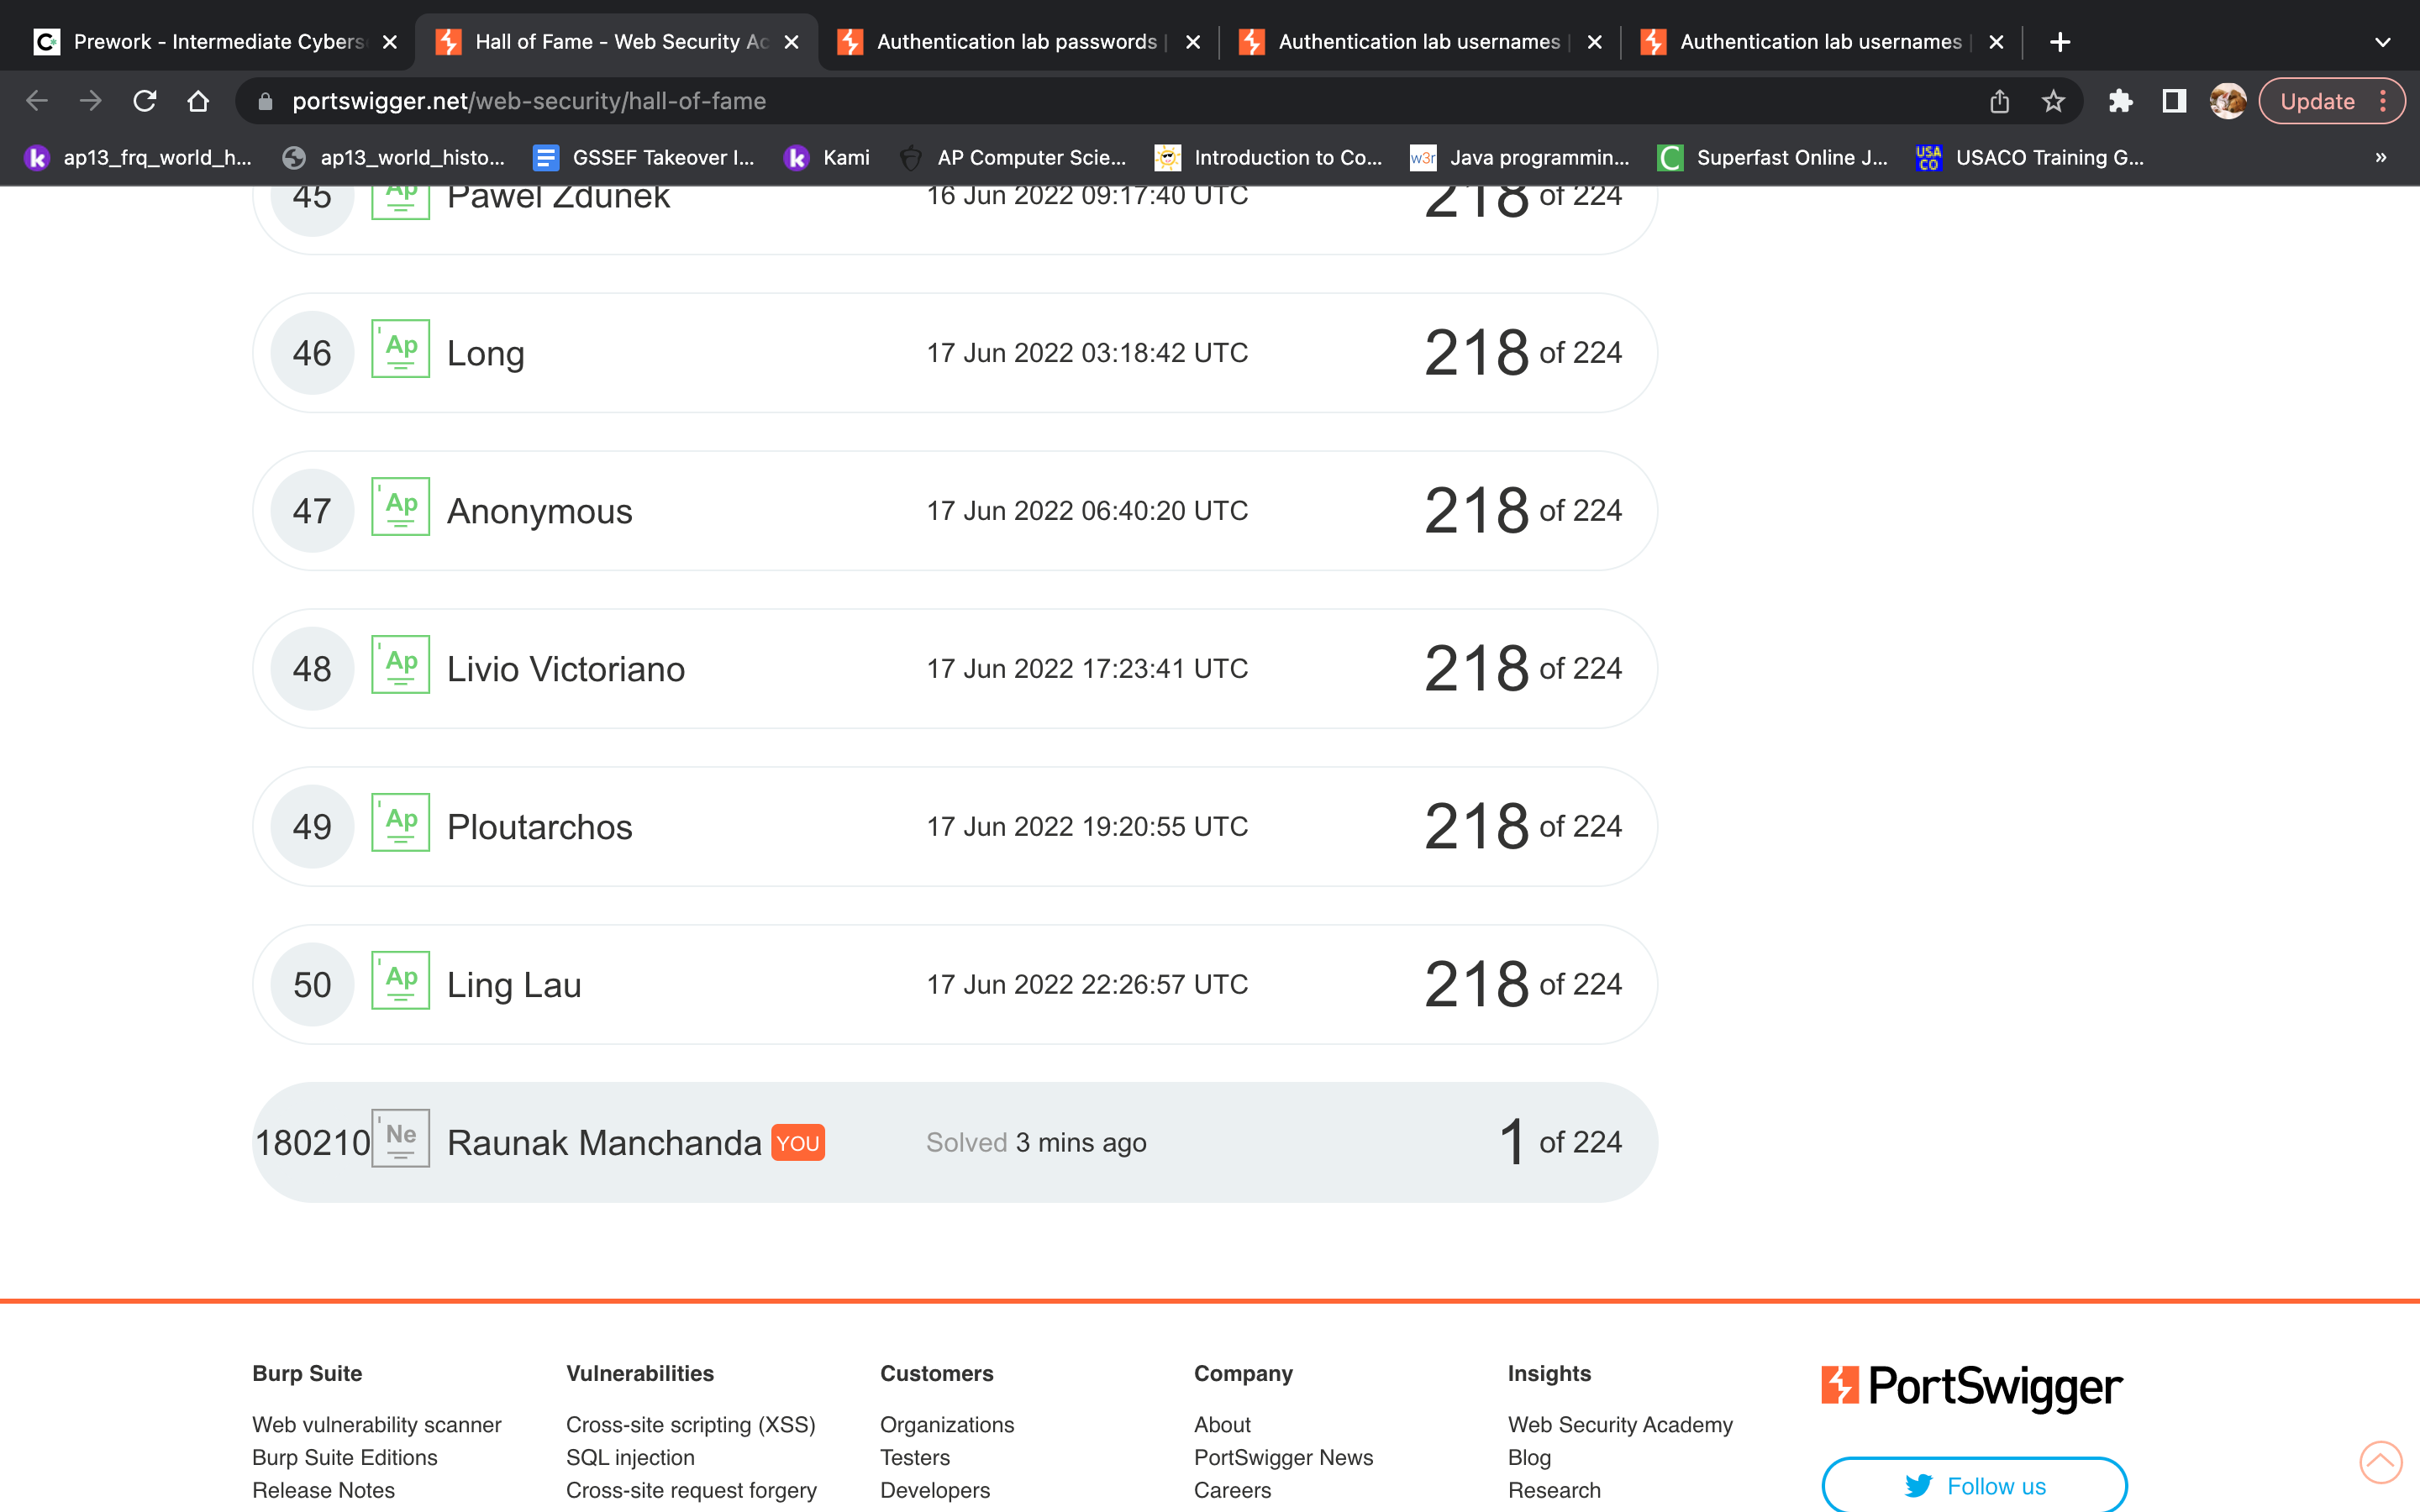 Prework - Intermediate Cybers
Hall of Fame - Web Security Ac
Authentication lab passwords |
Authentication lab usernames |
Authentication lab usernames |
portswigger.net/web-security/hall-of-fame
Update
ap13_frq_world_h...
ap13_world_histo...
GSSEF Takeover I...
Kami
AP Computer Scie...
Introduction to Co...
w3r
Java programmin...
Superfast Online J...
USA CO
USACO Training G...
»
45 Ap Pawel Zdunek 16 Jun 2022 09:17:40 UTC 218 of 224
46 Ap Long 17 Jun 2022 03:18:42 UTC 218 of 224
47 Ap Anonymous 17 Jun 2022 06:40:20 UTC 218 of 224
48 Ap Livio Victoriano 17 Jun 2022 17:23:41 UTC 218 of 224
49 Ap Ploutarchos 17 Jun 2022 19:20:55 UTC 218 of 224
50 Ap Ling Lau 17 Jun 2022 22:26:57 UTC 218 of 224
180210 Ne Raunak Manchanda YOU Solved 3 mins ago 1 of 224
Burp Suite
Web vulnerability scanner
Burp Suite Editions
Release Notes
Vulnerabilities
Cross-site scripting (XSS)
SQL injection
Cross-site request forgery
Customers
Organizations
Testers
Developers
Company
About
PortSwigger News
Careers
Insights
Web Security Academy
Blog
Research
PortSwigger
Follow us